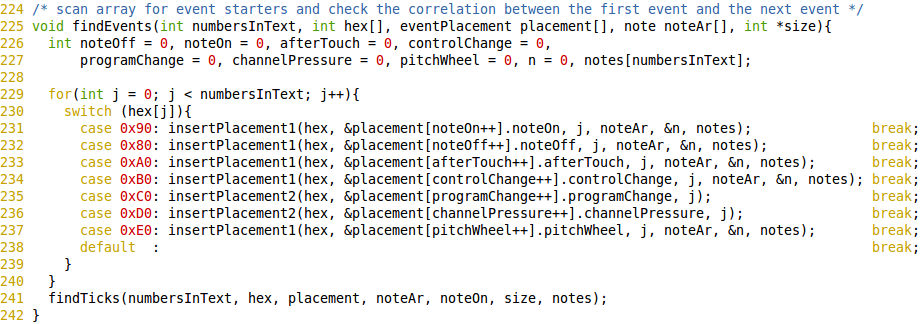 224 /* scan array for event starters and check the correlation between the first event and the next event */
225 void findEvents(int numbersInText, int hex[], eventPlacement placement[], note noteAr[], int *size){
226   int noteOff = 0, noteOn = 0, afterTouch = 0, controlChange = 0,
227       programChange = 0, channelPressure = 0, pitchWheel = 0, n = 0, notes[numbersInText];
228
229   for(int j = 0; j < numbersInText; j++){
230     switch (hex[j]){
231       case 0x90: insertPlacement1(hex, &placement[noteOn++].noteOn, j, noteAr, &n, notes);               break;
232       case 0x80: insertPlacement1(hex, &placement[noteOff++].noteOff, j, noteAr, &n, notes);             break;
233       case 0xA0: insertPlacement1(hex, &placement[afterTouch++].afterTouch, j, noteAr, &n, notes);       break;
234       case 0xB0: insertPlacement1(hex, &placement[controlChange++].controlChange, j, noteAr, &n, notes); break;
235       case 0xC0: insertPlacement2(hex, &placement[programChange++].programChange, j);                    break;
236       case 0xD0: insertPlacement2(hex, &placement[channelPressure++].channelPressure, j);                break;
237       case 0xE0: insertPlacement1(hex, &placement[pitchWheel++].pitchWheel, j, noteAr, &n, notes);       break;
238       default  :                                                                                         break;
239     }
240   }
241   findTicks(numbersInText, hex, placement, noteAr, noteOn, size, notes);
242 }